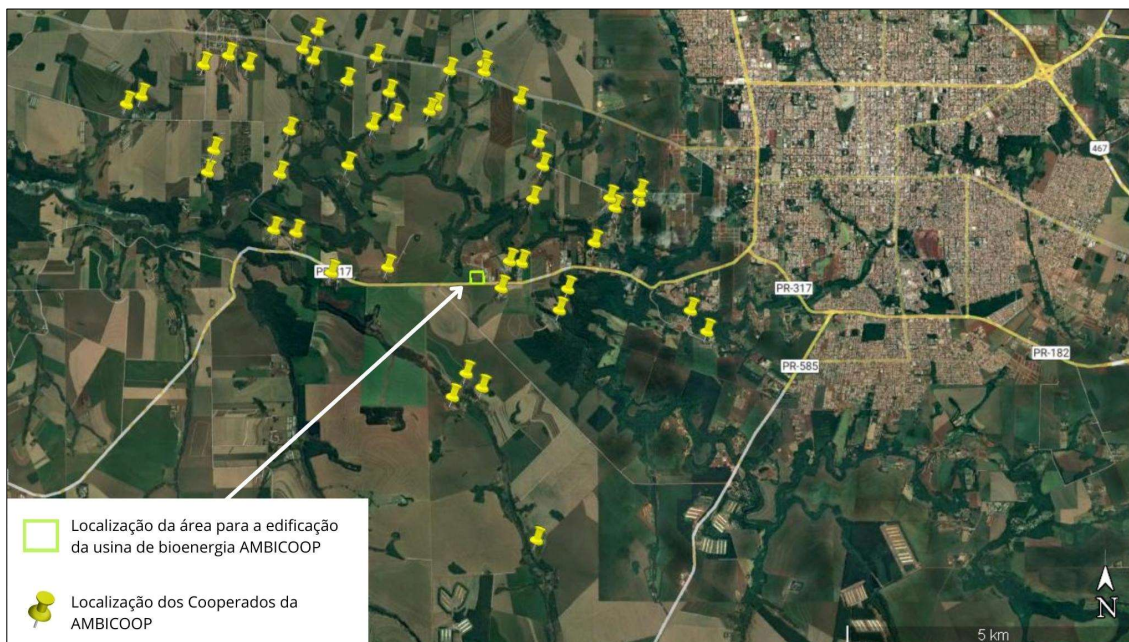 467
PR-317
PR-317
PR-182
PR-585
Localização da área para a edificação
da usina de bioenergia AMBICOOP
Localização dos Cooperados da
AMBICOOP
N
5 km